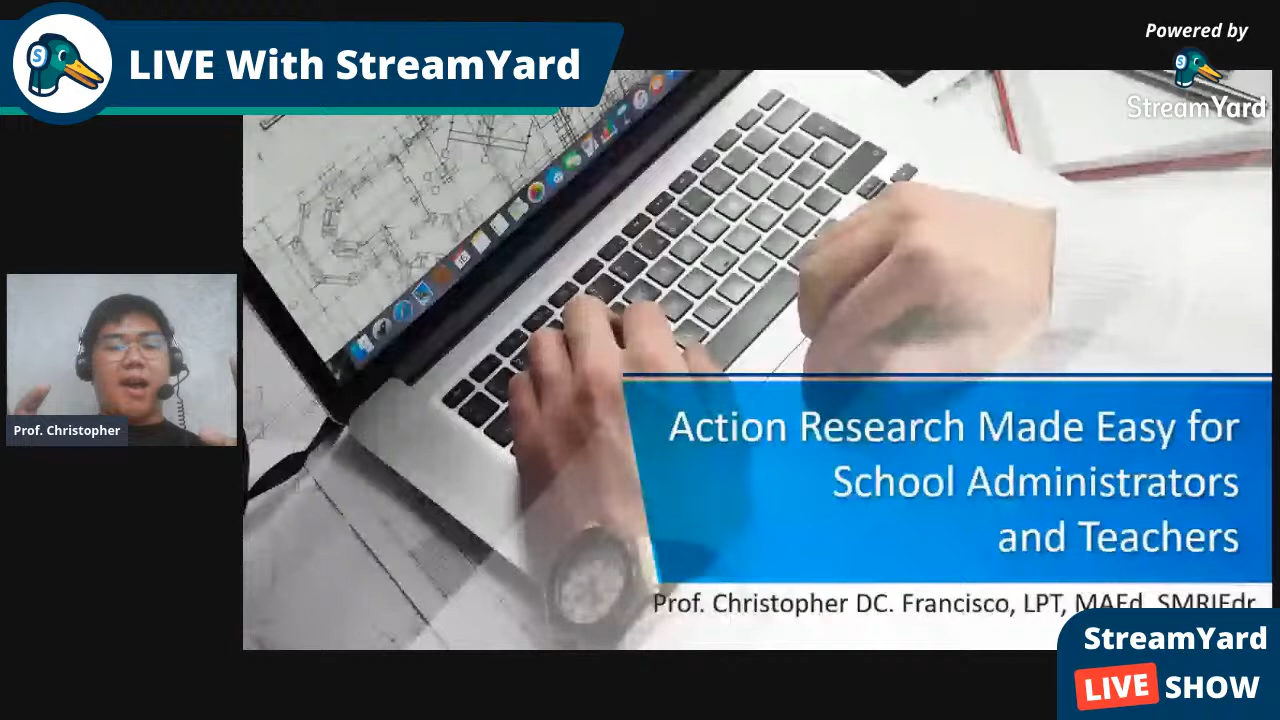 LIVE With StreamYard
Powered by
StreamYard
Prof. Christopher
Action Research Made Easy for
School Administrators
and Teachers
Prof. Christopher DC. Francisco, LPT, MAEd, SMRIEdr
StreamYard
LIVE SHOW